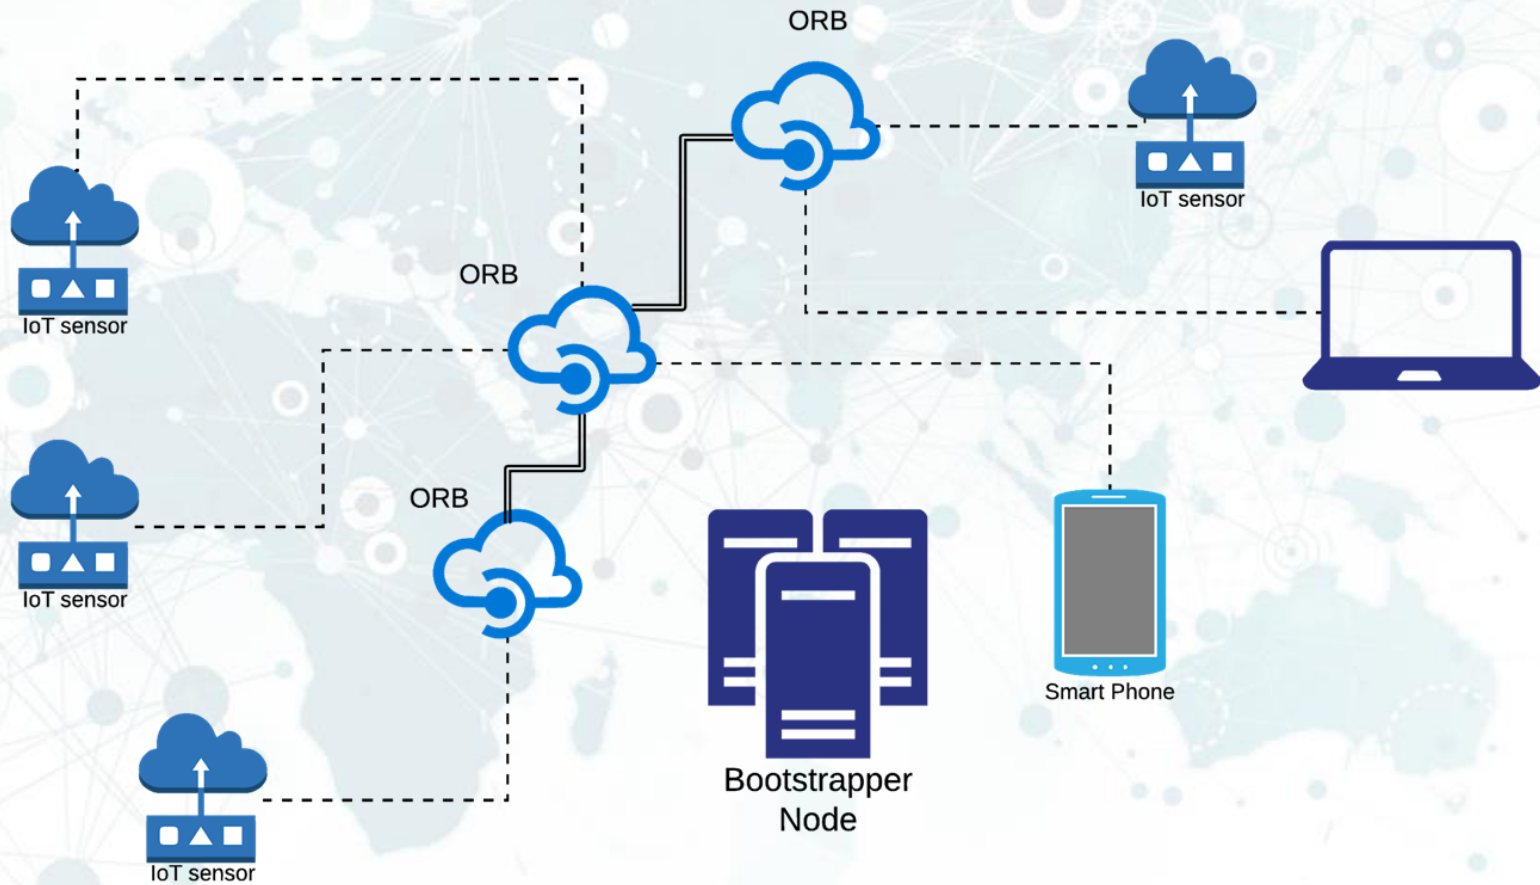 ORB
IoT sensor
ORB
IoT sensor
ORB
IoT sensor
Smart Phone
Bootstrapper
Node
IoT sensor